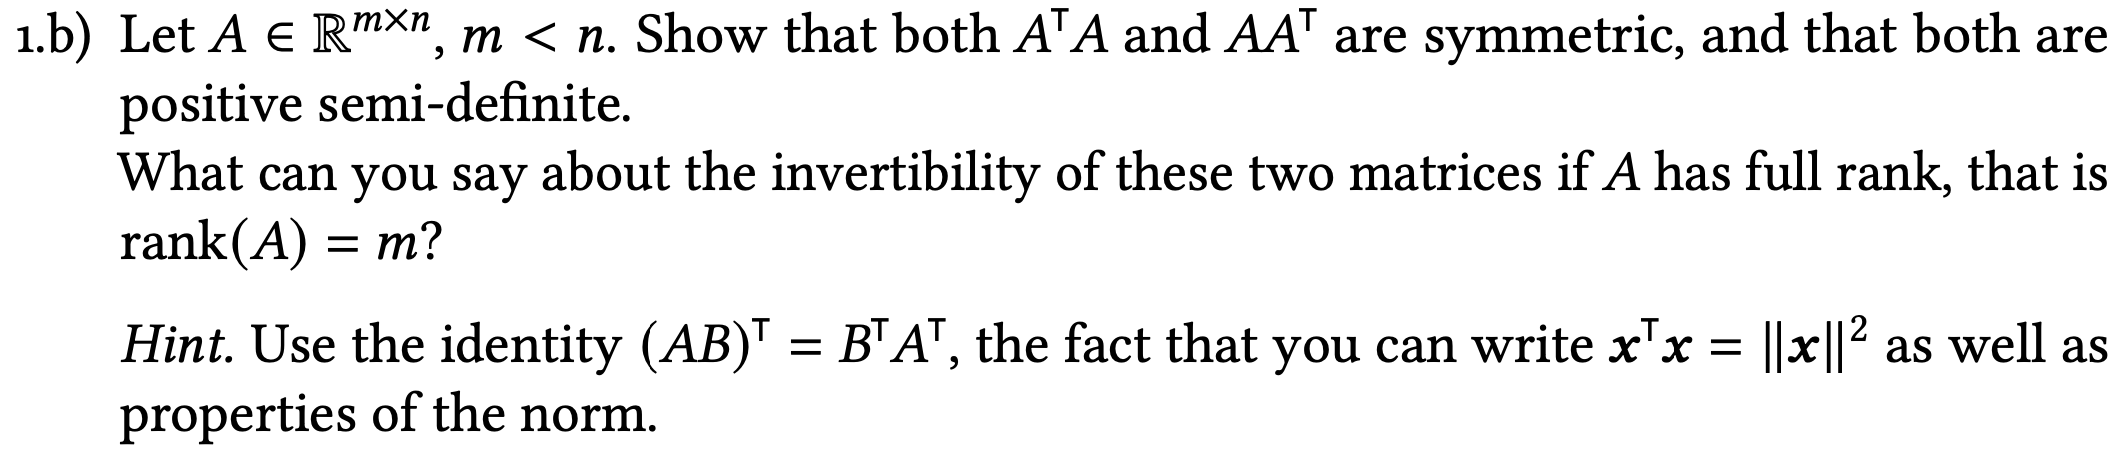 1.b) Let A ∈ ℝᵐˣⁿ, m < n. Show that both AᵀA and AAᵀ are symmetric, and that both are
positive semi-definite.
What can you say about the invertibility of these two matrices if A has full rank, that is
rank(A) = m?
Hint. Use the identity (AB)ᵀ = BᵀAᵀ, the fact that you can write xᵀx = ‖x‖² as well as
properties of the norm.